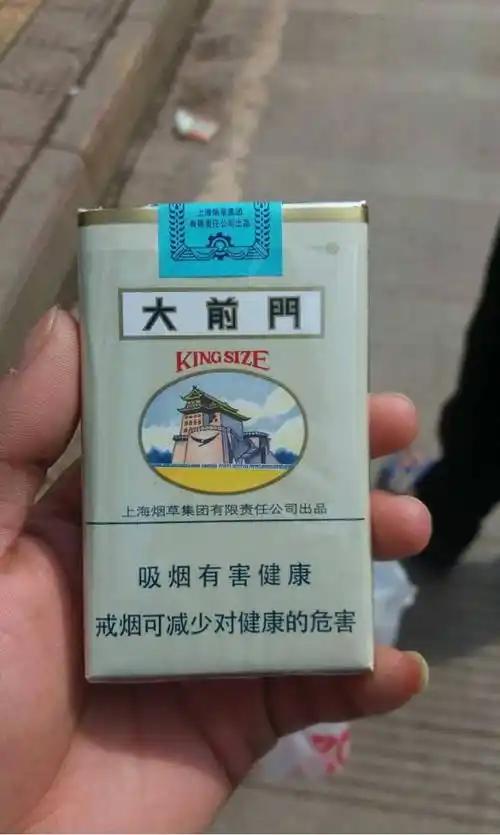 上海烟草集团
有限责任公司出品
大前門
KING SIZE
上海烟草集团有限责任公司出品
吸烟有害健康
戒烟可减少对健康的危害